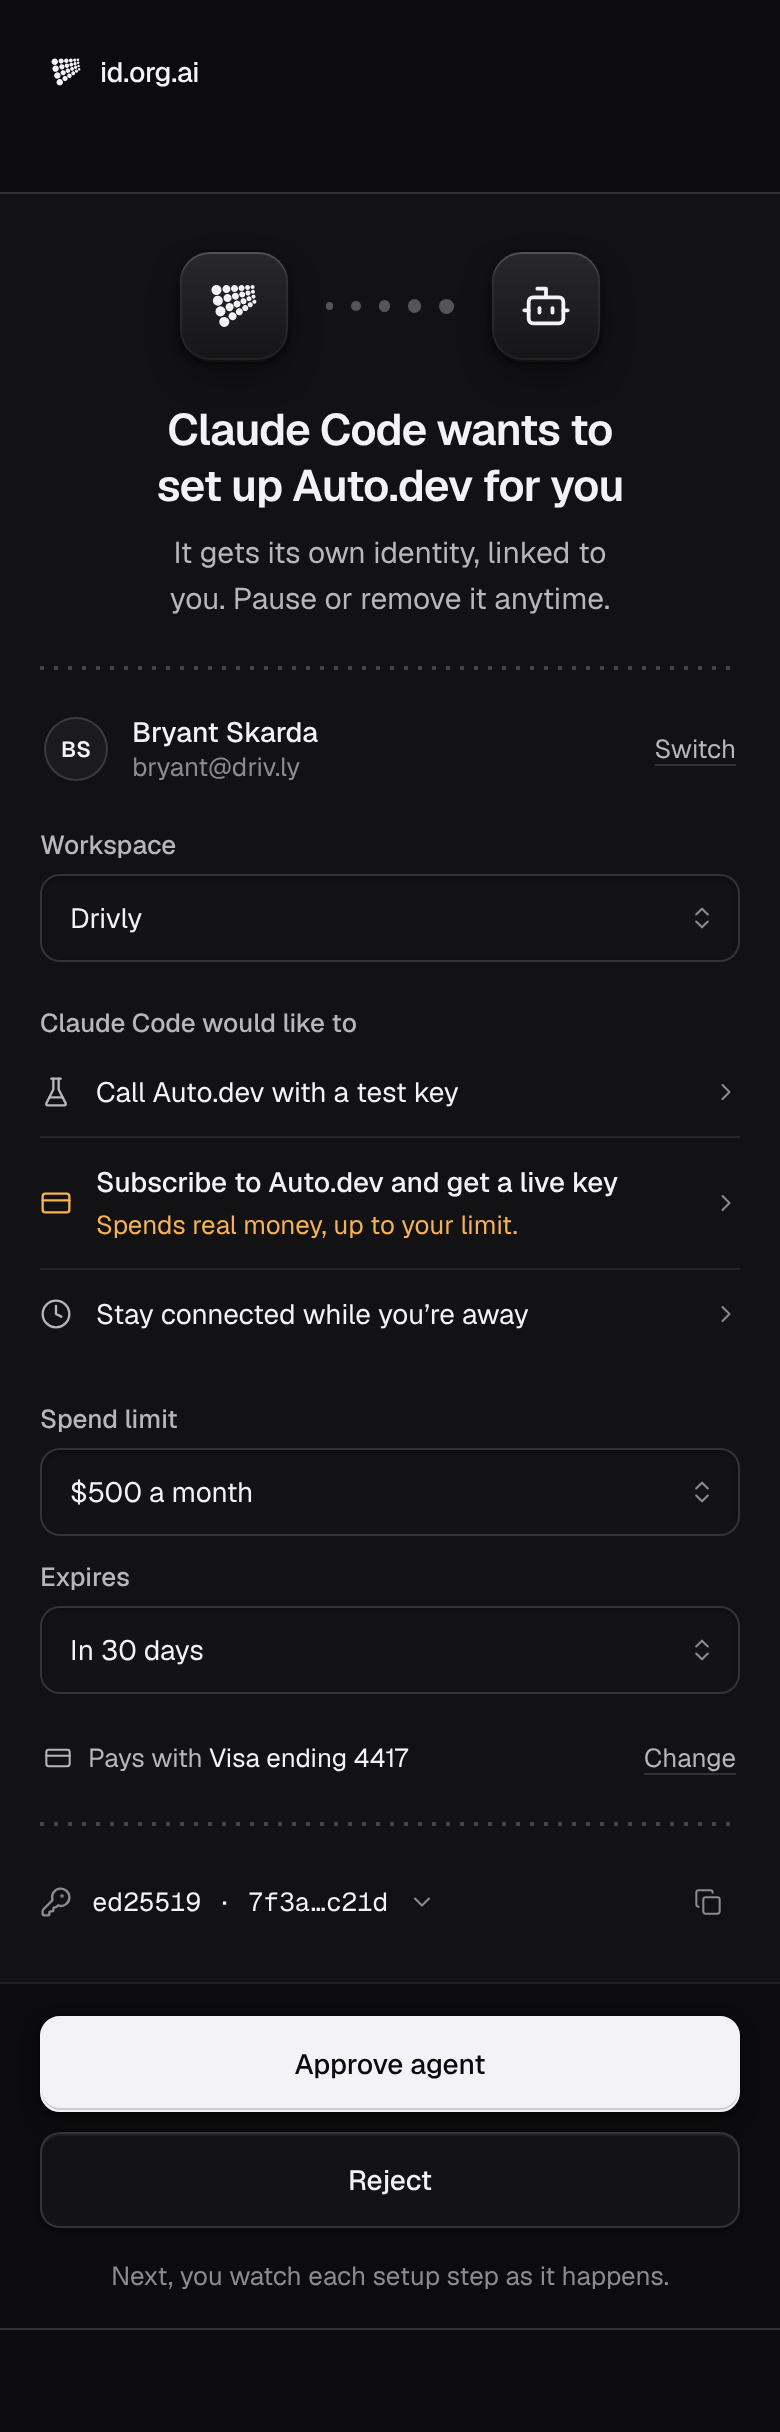 id.org.ai
Claude Code wants to
set up Auto.dev for you
It gets its own identity, linked to
you. Pause or remove it anytime.
BS
Bryant Skarda
bryant@driv.ly
Switch
Workspace
Drivly
Claude Code would like to
Call Auto.dev with a test key
Subscribe to Auto.dev and get a live key
Spends real money, up to your limit.
Stay connected while you’re away
Spend limit
$500 a month
Expires
In 30 days
Pays with Visa ending 4417
Change
ed25519 · 7f3a…c21d
Approve agent
Reject
Next, you watch each setup step as it happens.